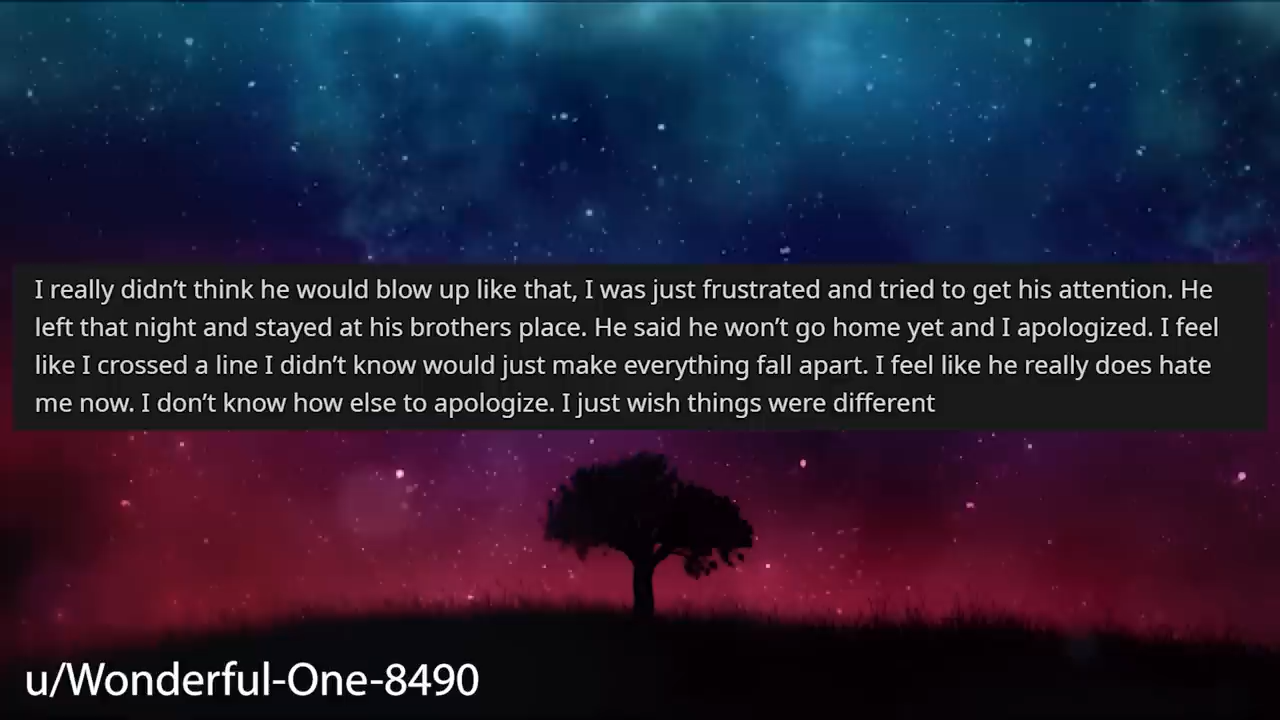 I really didn’t think he would blow up like that, I was just frustrated and tried to get his attention. He
left that night and stayed at his brothers place. He said he won’t go home yet and I apologized. I feel
like I crossed a line I didn’t know would just make everything fall apart. I feel like he really does hate
me now. I don’t know how else to apologize. I just wish things were different
u/Wonderful-One-8490